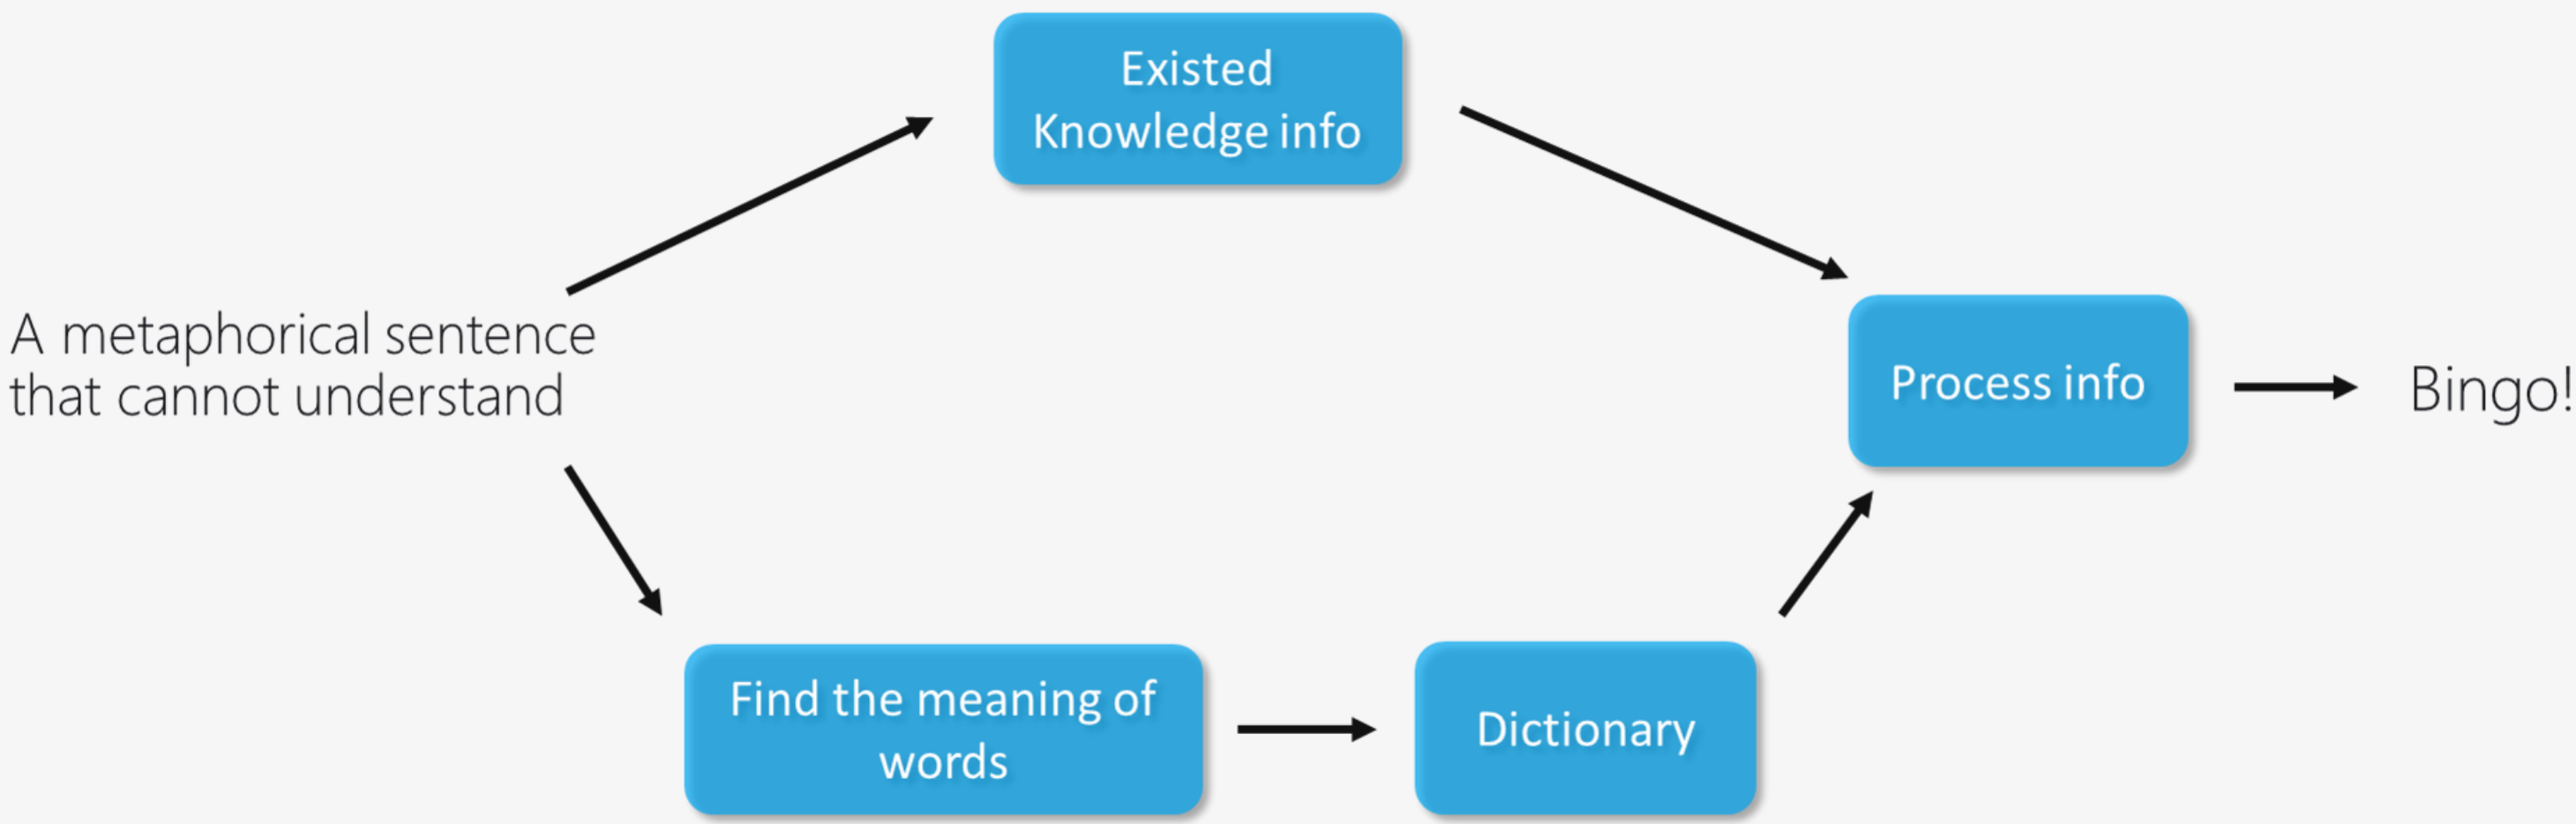 Existed
Knowledge info
A metaphorical sentence
that cannot understand
Process info
Bingo!
Find the meaning of
words
Dictionary